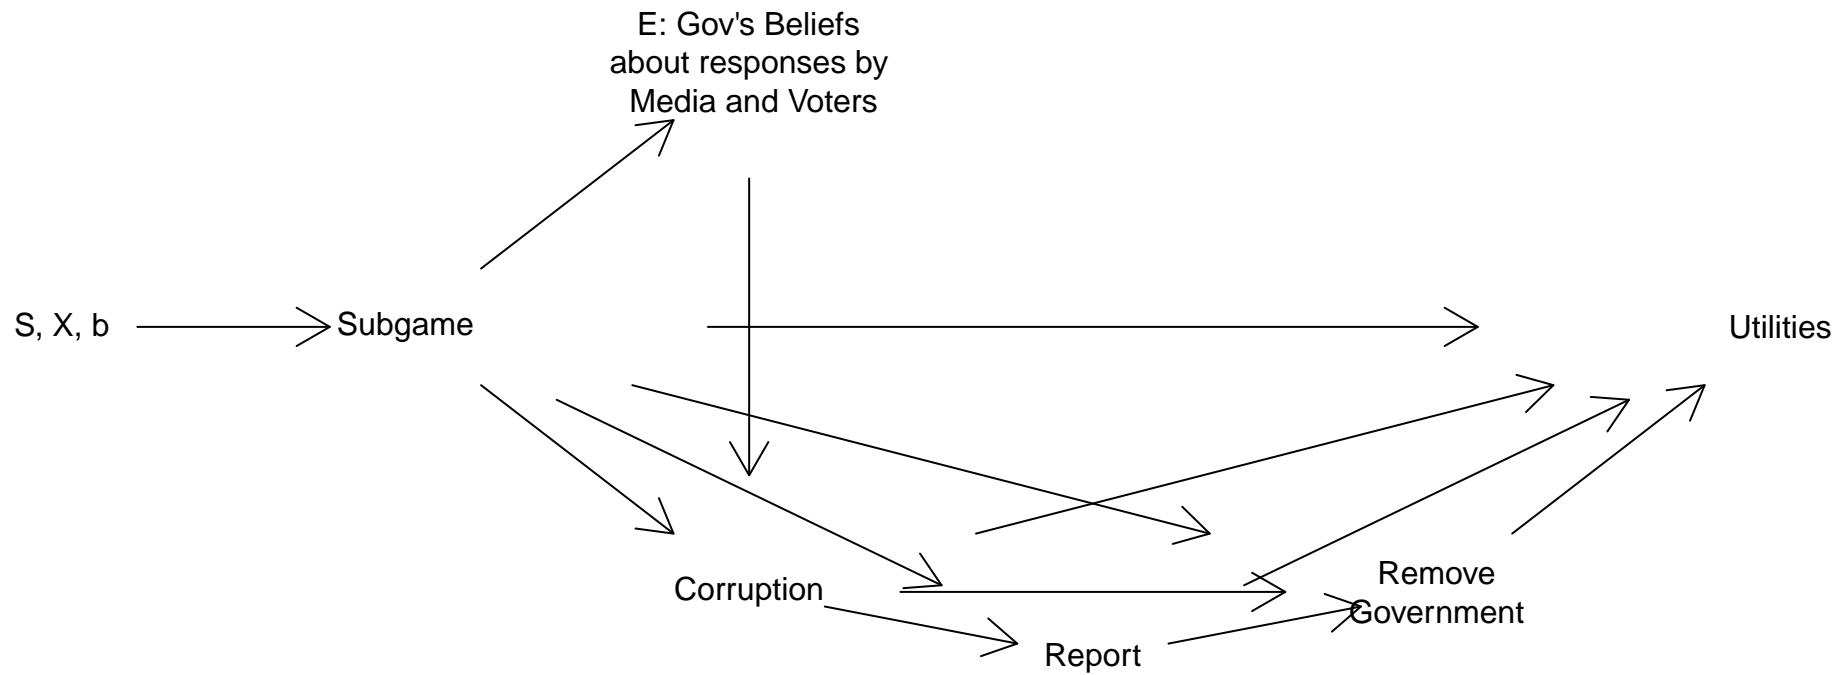 E: Gov's Beliefs
about responses by
Media and Voters
S, X, b
Subgame
Utilities
Corruption
Remove
Government
Report